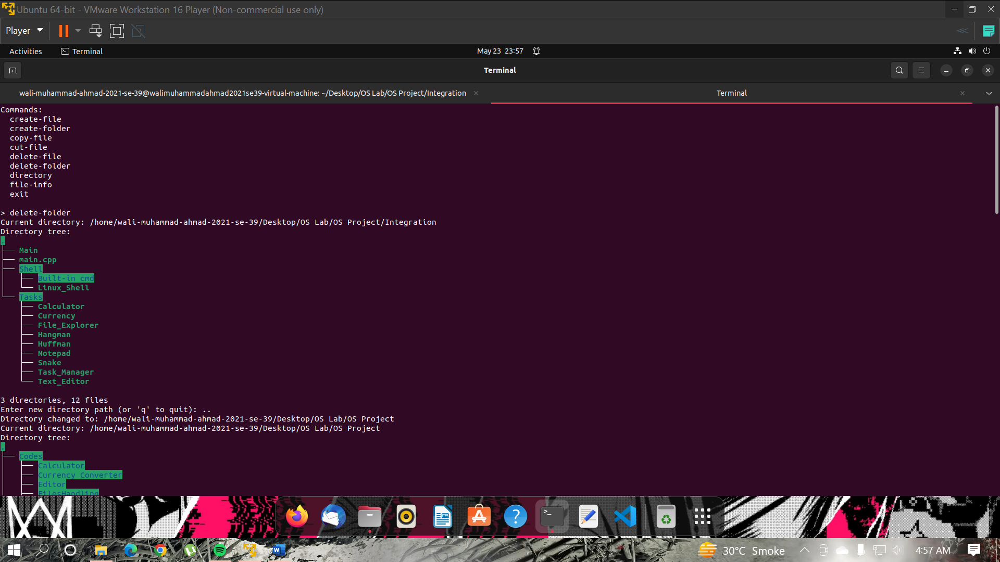 Ubuntu 64-bit - VMware Workstation 16 Player (Non-commercial use only)
Player
Activities
Terminal
May 23 23:57
Terminal
wali-muhammad-ahmad-2021-se-39@walimuhammadahmad2021se39-virtual-machine: ~/Desktop/OS Lab/OS Project/Integration
Terminal
Commands:
create-file
create-folder
copy-file
cut-file
delete-file
delete-folder
directory
file-info
exit
> delete-folder
Current directory: /home/wali-muhammad-ahmad-2021-se-39/Desktop/OS Lab/OS Project/Integration
Directory tree:
.
├── Main
├── main.cpp
├── Shell
│   ├── Built-in cmd
│   └── Linux_Shell
└── Tasks
    ├── Calculator
    ├── Currency
    ├── File_Explorer
    ├── Hangman
    ├── Huffman
    ├── Notepad
    ├── Snake
    ├── Task_Manager
    └── Text_Editor
3 directories, 12 files
Enter new directory path (or 'q' to quit): ..
Directory changed to: /home/wali-muhammad-ahmad-2021-se-39/Desktop/OS Lab/OS Project
Current directory: /home/wali-muhammad-ahmad-2021-se-39/Desktop/OS Lab/OS Project
Directory tree:
.
├── Codes
│   ├── Calculator
│   ├── Currency Converter
│   ├── Editor
│   ├── FilesHandling
30°C Smoke
4:57 AM